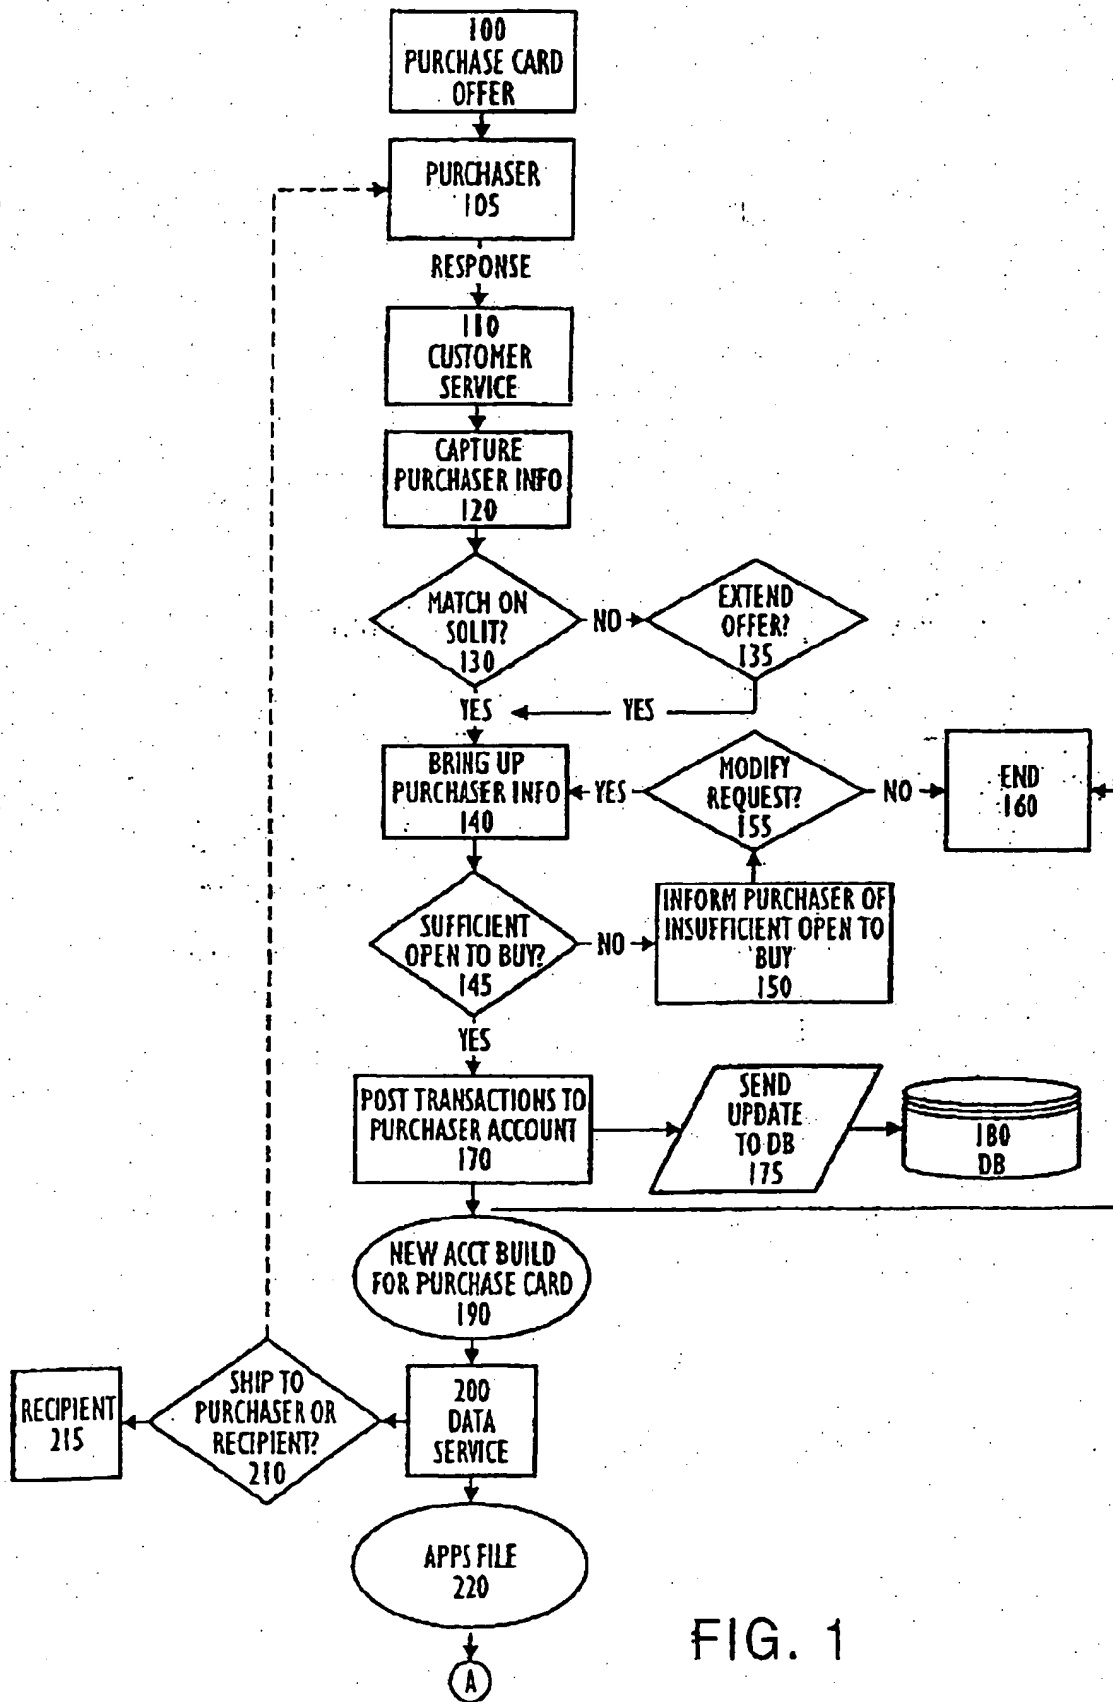 100
PURCHASE CARD
OFFER
PURCHASER
105
RESPONSE
110
CUSTOMER
SERVICE
CAPTURE
PURCHASER INFO
120
MATCH ON
SOLIT?
130
NO
EXTEND
OFFER?
135
YES
YES
BRING UP
PURCHASER INFO
140
YES
MODIFY
REQUEST?
155
NO
END
160
SUFFICIENT
OPEN TO BUY?
145
NO
INFORM PURCHASER OF
INSUFFICIENT OPEN TO
BUY
150
YES
POST TRANSACTIONS TO
PURCHASER ACCOUNT
170
SEND
UPDATE
TO DB
175
180
DB
NEW ACCT BUILD
FOR PURCHASE CARD
190
RECIPIENT
215
SHIP TO
PURCHASER OR
RECIPIENT?
210
200
DATA
SERVICE
APPS FILE
220
A
FIG. 1